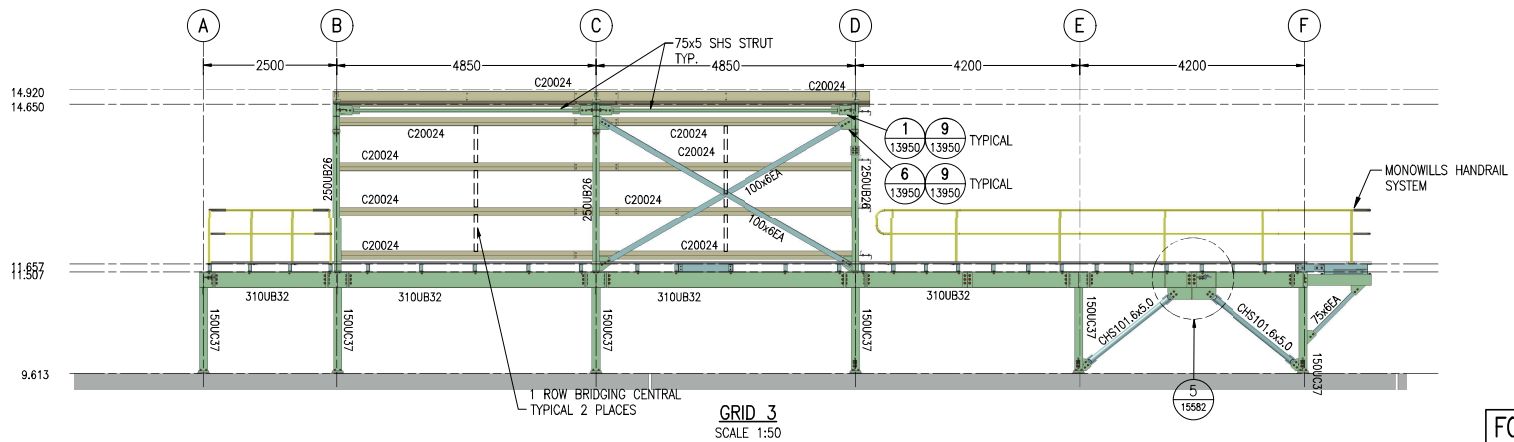 A
B
C
D
E
F
2500
4850
4850
4200
4200
75x5 SHS STRUT
TYP.
14.920
14.650
C20024
C20024
C20024
C20024
1
13950
9
13950
TYPICAL
C20024
C20024
6
13950
9
13950
TYPICAL
250UB26
250UB26
250UB26
100x6EA
100x6EA
MONOWILLS HANDRAIL
SYSTEM
C20024
C20024
C20024
C20024
11.657
11.507
310UB32
310UB32
310UB32
310UB32
150UC37
150UC37
150UC37
150UC37
150UC37
CHS101.6x5.0
CHS101.6x5.0
75x6EA
150UC37
9.613
1 ROW BRIDGING CENTRAL
TYPICAL 2 PLACES
5
15582
GRID 3
SCALE 1:50